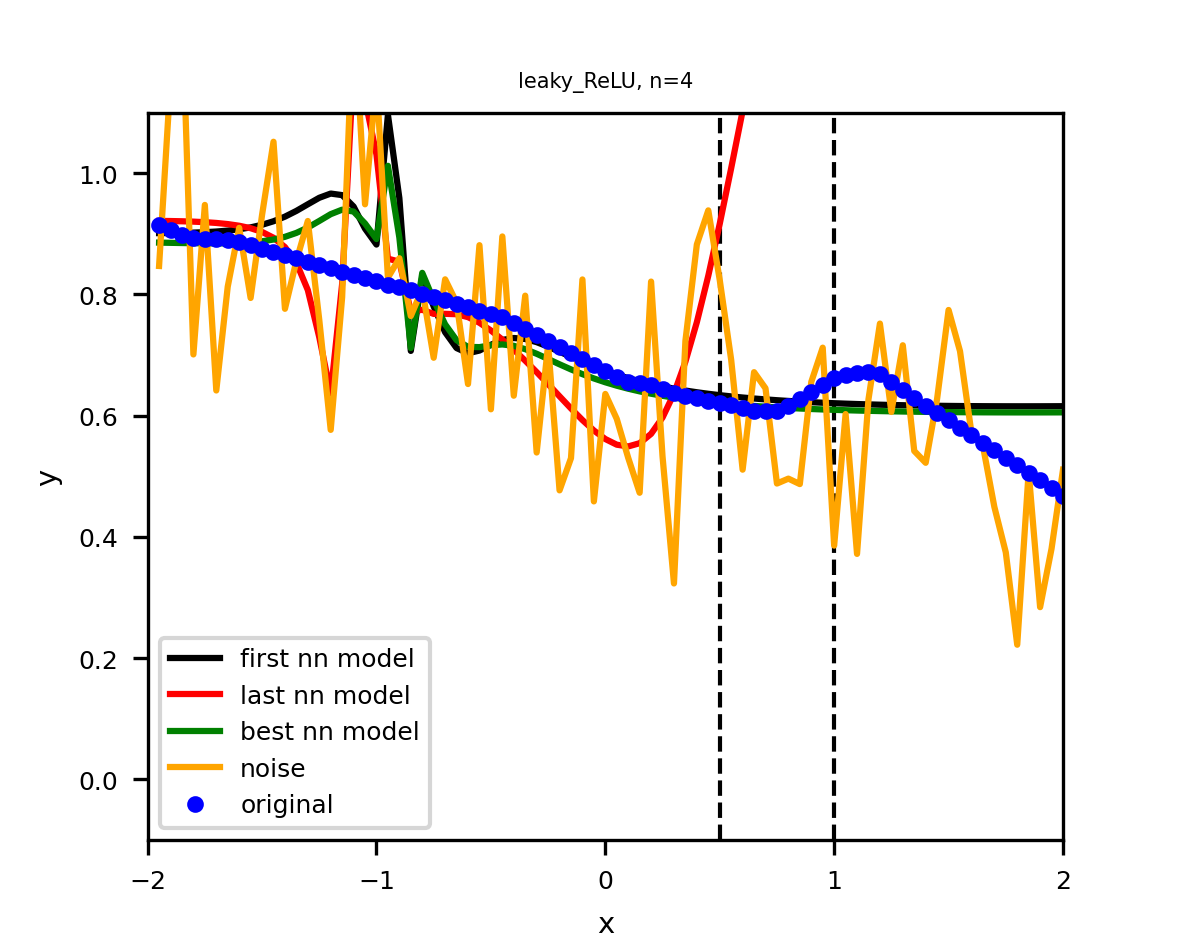 leaky_ReLU, n=4
y
1.0
0.8
0.6
0.4
0.2
0.0
first nn model
last nn model
best nn model
noise
original
−2
−1
0
1
2
x